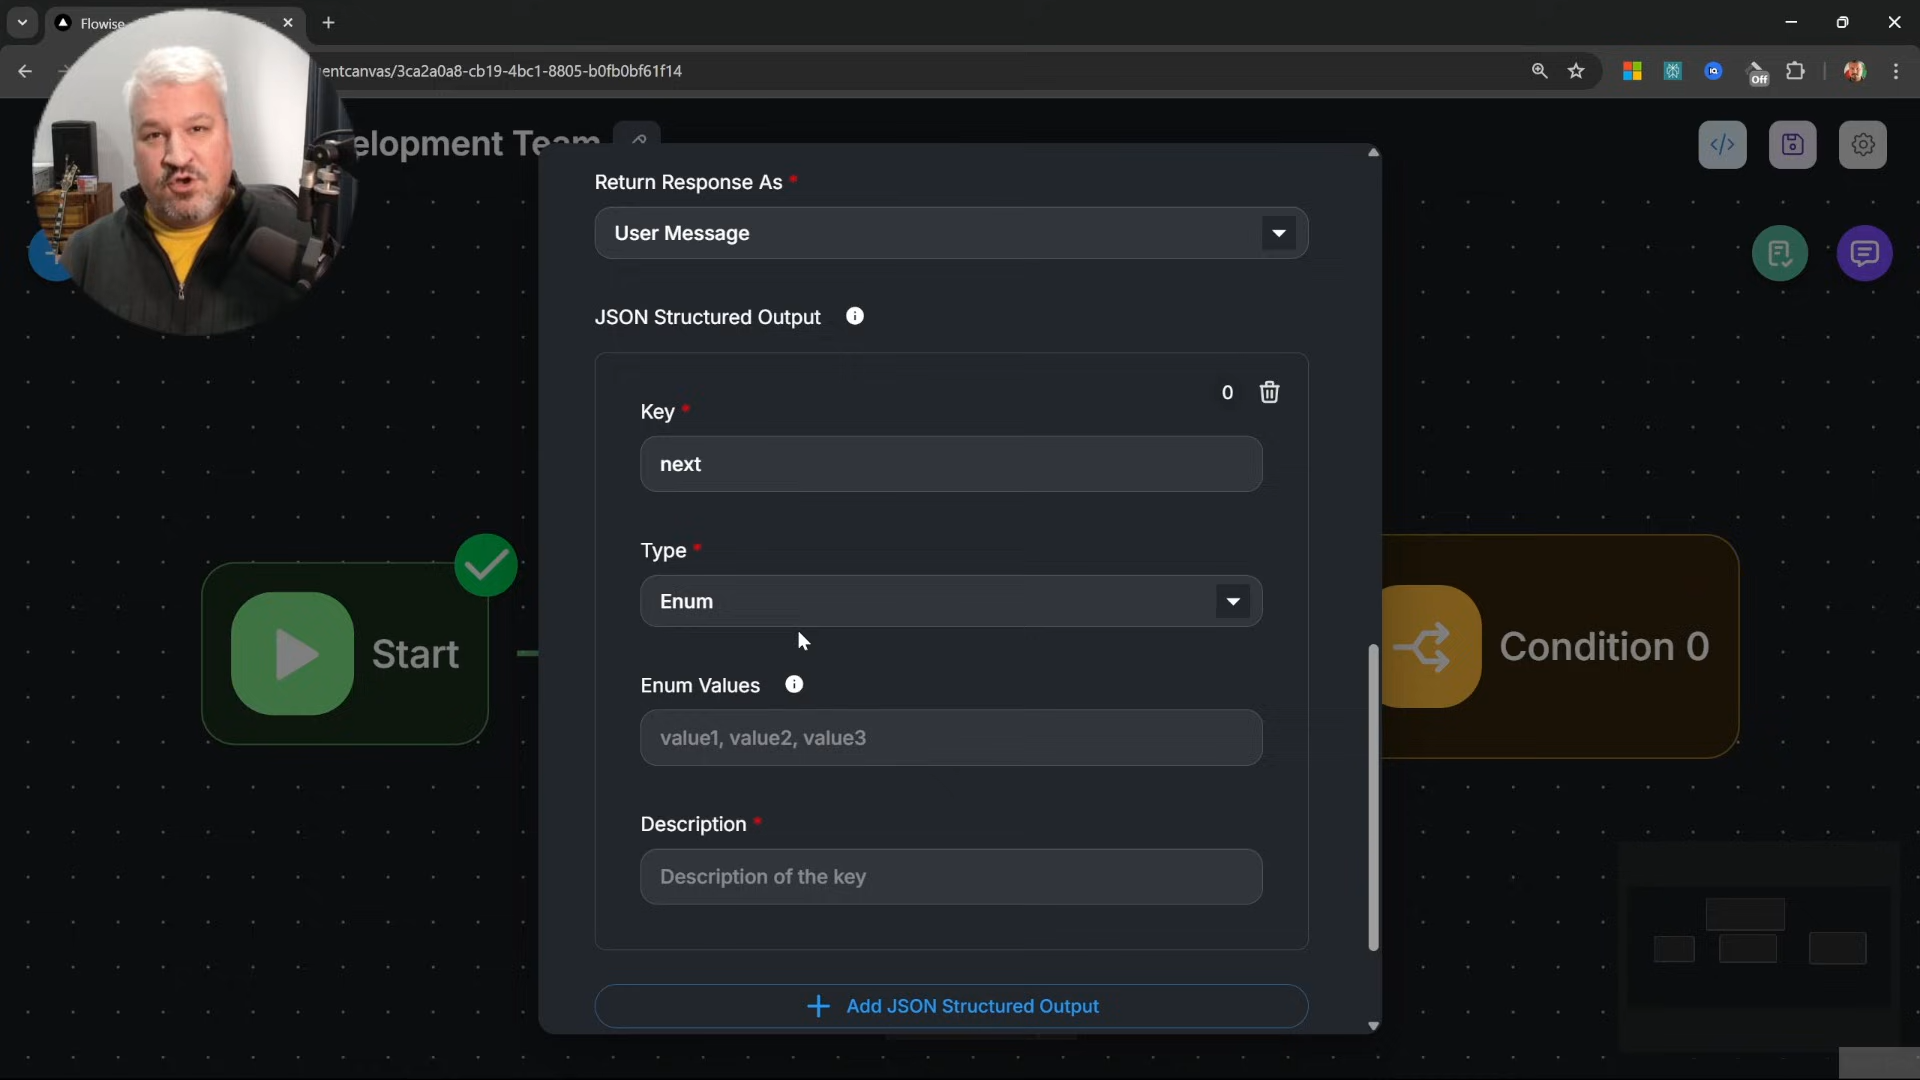 Flowise
entcanvas/3ca2a0a8-cb19-4bc1-8805-b0fb0bf61f14
Off
elopment Team
Return Response As *
User Message
JSON Structured Output
0
Key *
next
Type *
Enum
Enum Values
value1, value2, value3
Description *
Description of the key
Add JSON Structured Output
Start
Condition 0